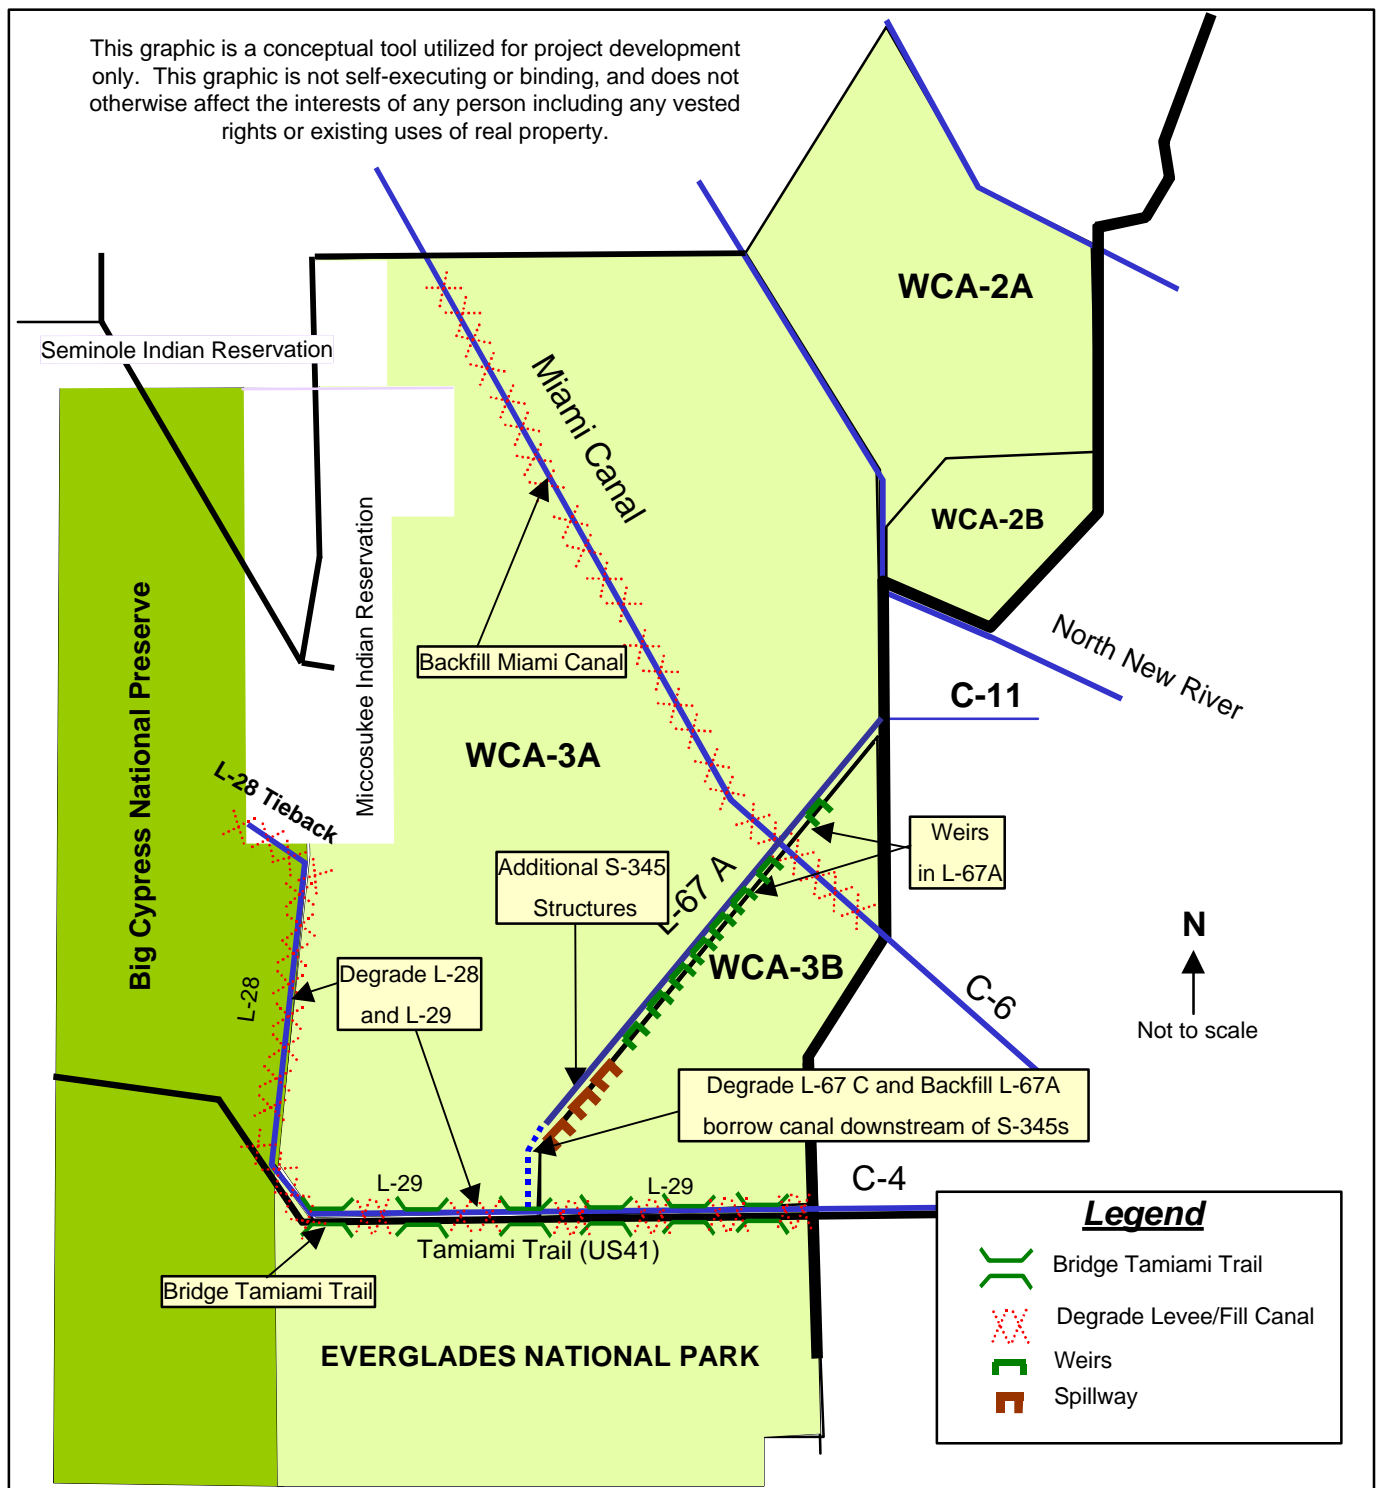 This graphic is a conceptual tool utilized for project development
only. This graphic is not self-executing or binding, and does not
otherwise affect the interests of any person including any vested
rights or existing uses of real property.
WCA-2A
Seminole Indian Reservation
Miami Canal
WCA-2B
Miccosukee Indian Reservation
Big Cypress National Preserve
Backfill Miami Canal
North New River
C-11
WCA-3A
L-28 Tieback
Weirs
in L-67A
Additional S-345
Structures
L-67 A
WCA-3B
N
Not to scale
L-28
Degrade L-28
and L-29
C-6
Degrade L-67 C and Backfill L-67A
borrow canal downstream of S-345s
L-29
L-29
C-4
Tamiami Trail (US41)
Bridge Tamiami Trail
EVERGLADES NATIONAL PARK
Legend
Bridge Tamiami Trail
Degrade Levee/Fill Canal
Weirs
Spillway